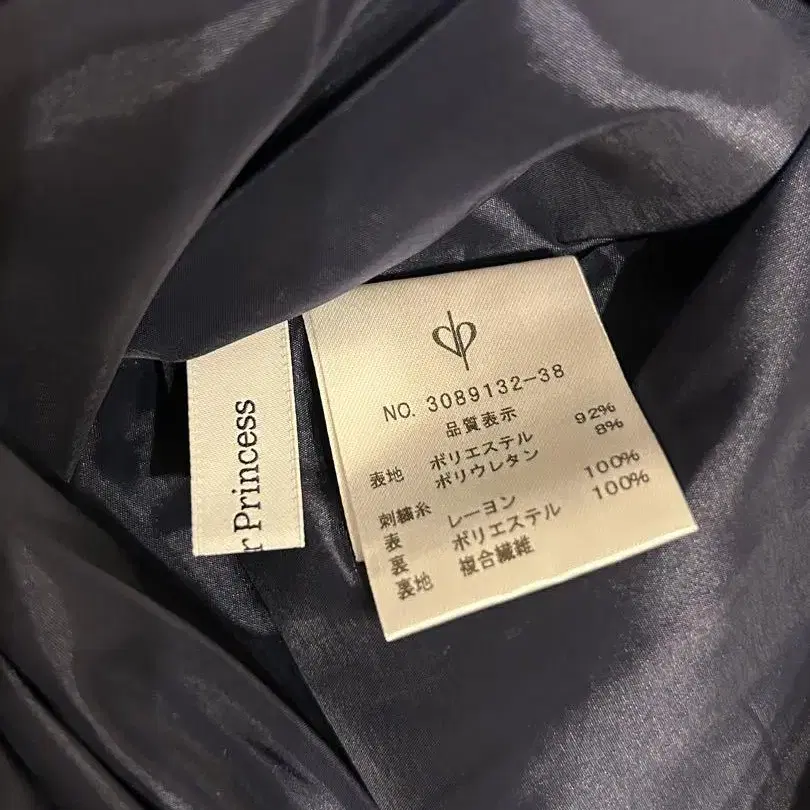 r Princess
NO. 3089132-38
品質表示
表地 ポリエステル 92%
ポリウレタン 8%
刺繍糸
表 レーヨン 100%
裏 ポリエステル 100%
裏地 複合繊維